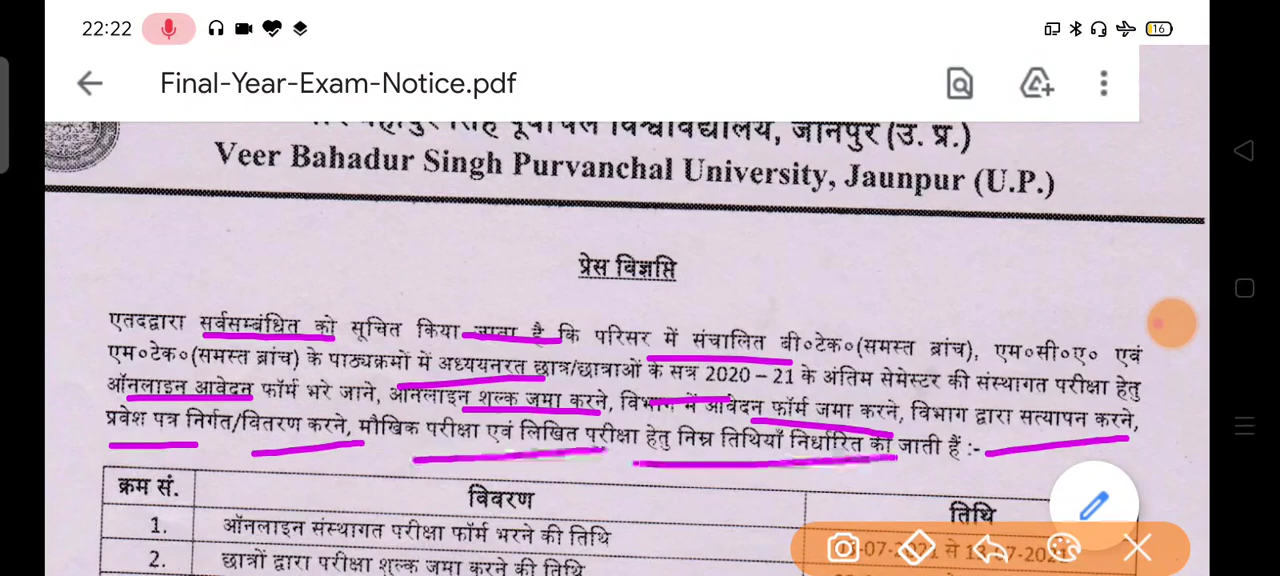 22:22
16
Final-Year-Exam-Notice.pdf
पूर्वांचल विश्वविद्यालय, जौनपुर (उ. प्र.)
Veer Bahadur Singh Purvanchal University, Jaunpur (U.P.)
प्रेस विज्ञप्ति
एतदद्वारा सर्वसम्बंधित को सूचित किया जाता है कि परिसर में संचालित बी०टेक०(समस्त ब्रांच), एम०सी०ए० एवं
एम०टेक०(समस्त ब्रांच) के पाठ्यक्रमों में अध्ययनरत छात्र/छात्राओं के सत्र 2020 – 21 के अंतिम सेमेस्टर की संस्थागत परीक्षा हेतु
ऑनलाइन आवेदन फॉर्म भरे जाने, ऑनलाइन शुल्क जमा करने, विभाग में आवेदन फॉर्म जमा करने, विभाग द्वारा सत्यापन करने,
प्रवेश पत्र निर्गत/वितरण करने, मौखिक परीक्षा एवं लिखित परीक्षा हेतु निम्न तिथियाँ निर्धारित की जाती हैं :-
क्रम सं. विवरण तिथि
1. ऑनलाइन संस्थागत परीक्षा फॉर्म भरने की तिथि
2. छात्रों द्वारा परीक्षा शुल्क जमा करने की तिथि